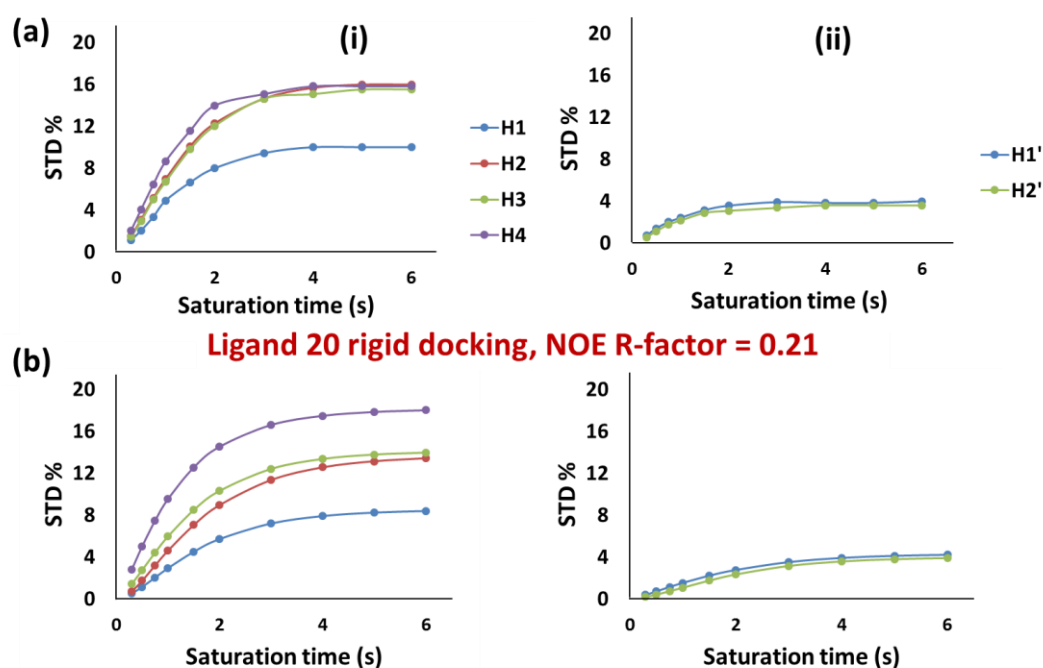 (a)
(i)
(ii)
20
16
12
8
4
0
STD %
0
2
4
6
Saturation time (s)
H1
H2
H3
H4
20
16
12
8
4
0
STD %
0
2
4
6
Saturation time (s)
H1'
H2'
Ligand 20 rigid docking, NOE R-factor = 0.21
(b)
20
16
12
8
4
0
STD %
0
2
4
6
Saturation time (s)
20
16
12
8
4
0
STD %
0
2
4
6
Saturation time (s)